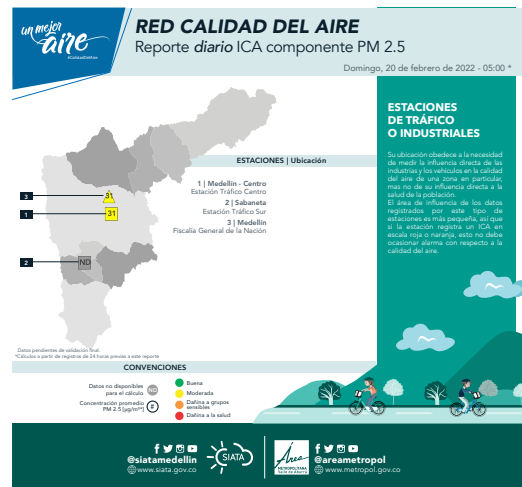 un mejor
aire
#CalidadDelAire
RED CALIDAD DEL AIRE
Reporte diario ICA componente PM 2.5
Domingo, 20 de febrero de 2022 - 05:00 *
ESTACIONES
DE TRÁFICO
O INDUSTRIALES
Su ubicación obedece a la necesidad
de medir la influencia directa de las
industrias y los vehículos en la calidad
del aire de una zona en particular,
mas no de su influencia directa a la
salud de la población.
El área de influencia de los datos
registrados por este tipo de
estaciones es más pequeña, así que
si la estación registra un ICA en
escala roja o naranja, esto no debe
ocasionar alarma con respecto a la
calidad del aire.
ESTACIONES | Ubicación
1 | Medellín - Centro
Estación Tráfico Centro
2 | Sabaneta
Estación Tráfico Sur
3 | Medellín
Fiscalía General de la Nación
3
31
1
31
2
ND
Datos pendientes de validación final.
*Cálculos a partir de registros de 24 horas previas a este reporte
CONVENCIONES
Datos no disponibles
para el cálculo
ND
Concentración promedio
PM 2.5 [µg/m³*]
#
Buena
Moderada
Dañina a grupos
sensibles
Dañina a la salud
@siatamedellin
www.siata.gov.co
SIATA
Área
METROPOLITANA
Valle de Aburrá
@areametropol
www.metropol.gov.co